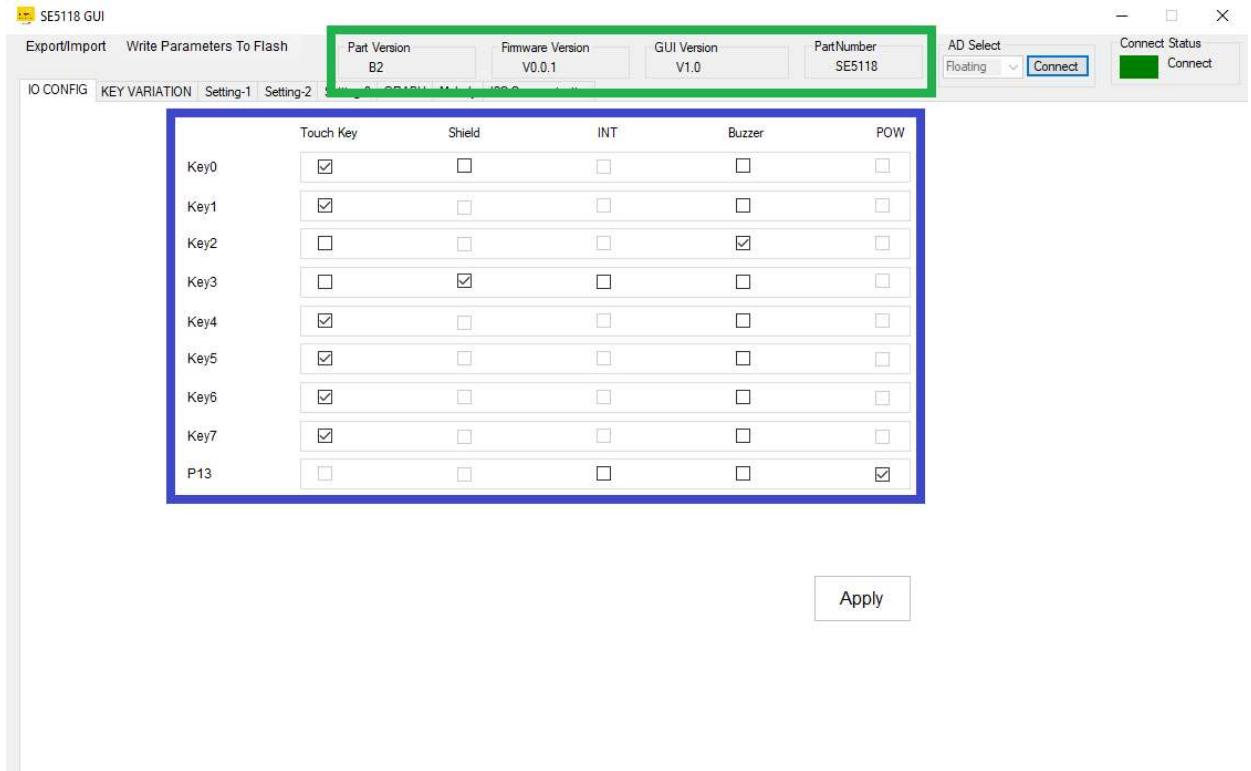 SE5118 GUI
Export/Import Write Parameters To Flash
Part Version
B2
Firmware Version
V0.0.1
GUI Version
V1.0
PartNumber
SE5118
AD Select
Floating
Connect
Connect Status
Connect
IO CONFIG KEY VARIATION Setting-1 Setting-2
Touch Key Shield INT Buzzer POW
Key0
Key1
Key2
Key3
Key4
Key5
Key6
Key7
P13
Apply